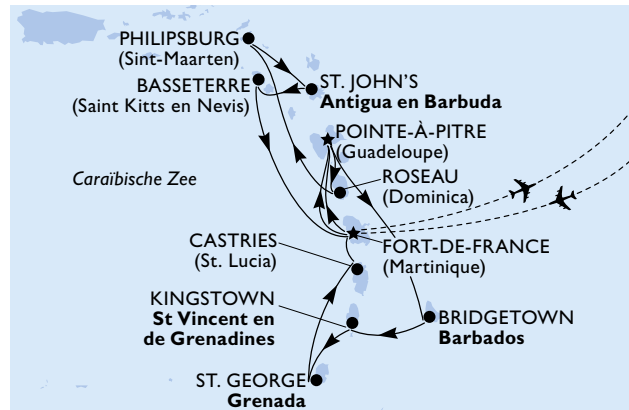 PHILIPSBURG
(Sint-Maarten)
BASSETERRE
(Saint Kitts en Nevis)
ST. JOHN'S
Antigua en Barbuda
POINTE-À-PITRE
(Guadeloupe)
Caraïbische Zee
ROSEAU
(Dominica)
CASTRIES
(St. Lucia)
FORT-DE-FRANCE
(Martinique)
KINGSTOWN
St Vincent en
de Grenadines
BRIDGETOWN
Barbados
ST. GEORGE
Grenada